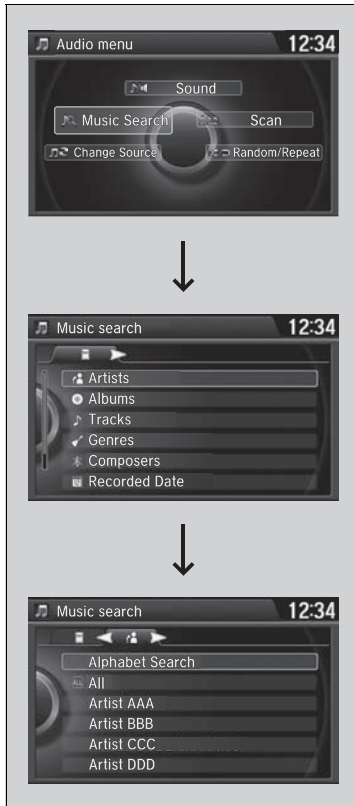 Audio menu 12:34
Sound
Music Search Scan
Change Source Random/Repeat
Music search 12:34
Artists
Albums
Tracks
Genres
Composers
Recorded Date
Music search 12:34
Alphabet Search
ALL All
Artist AAA
Artist BBB
Artist CCC
Artist DDD